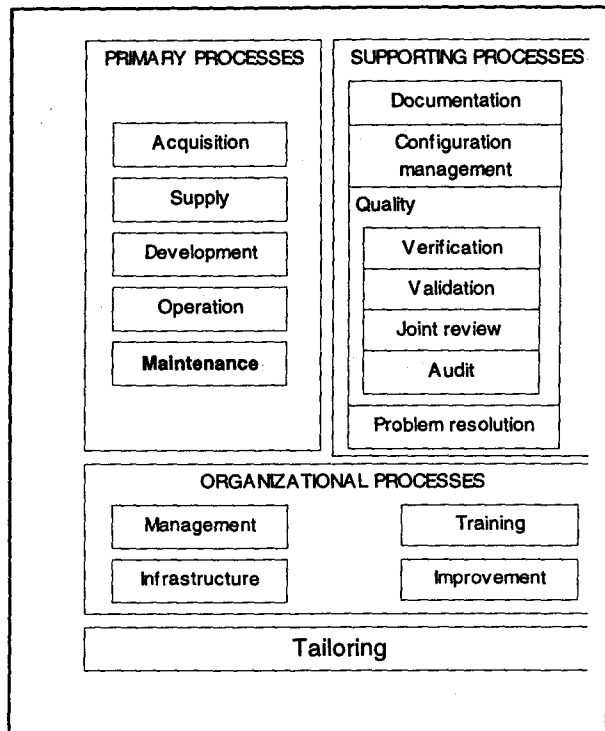 PRIMARY PROCESSES
Acquisition
Supply
Development
Operation
Maintenance
SUPPORTING PROCESSES
Documentation
Configuration
management
Quality
Verification
Validation
Joint review
Audit
Problem resolution
ORGANIZATIONAL PROCESSES
Management
Training
Infrastructure
Improvement
Tailoring